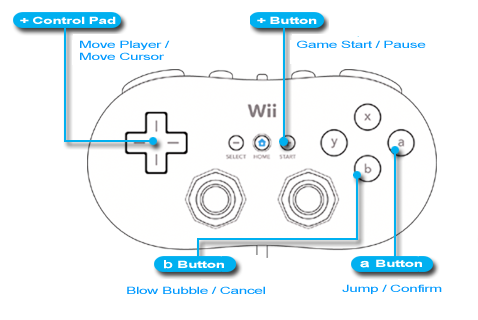 + Control Pad
Move Player /
Move Cursor
+ Button
Game Start / Pause
Wii
SELECT HOME START
x
y
a
b
b Button
Blow Bubble / Cancel
a Button
Jump / Confirm